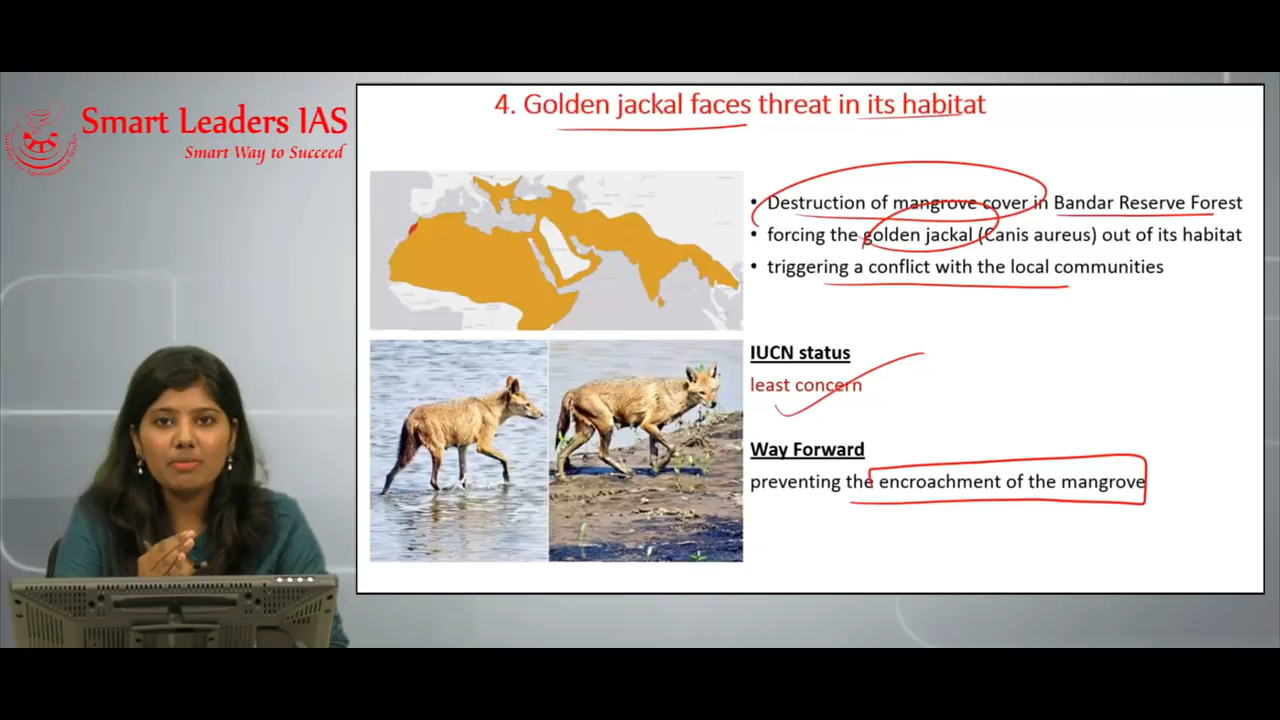 Smart Leaders IAS
Smart Way to Succeed
4. Golden jackal faces threat in its habitat
• Destruction of mangrove cover in Bandar Reserve Forest
• forcing the golden jackal (Canis aureus) out of its habitat
• triggering a conflict with the local communities
IUCN status
least concern
Way Forward
preventing the encroachment of the mangrove